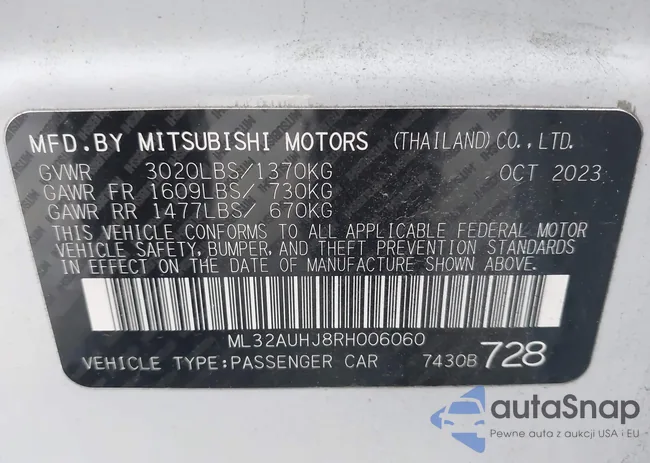 MFD.BY MITSUBISHI MOTORS (THAILAND)CO.,LTD.
GVWR 3020LBS/1370KG OCT 2023
GAWR FR 1609LBS/ 730KG
GAWR RR 1477LBS/ 670KG
THIS VEHICLE CONFORMS TO ALL APPLICABLE FEDERAL MOTOR
VEHICLE SAFETY, BUMPER, AND THEFT PREVENTION STANDARDS
IN EFFECT ON THE DATE OF MANUFACTURE SHOWN ABOVE.
ML32AUHJ8RH006060
VEHICLE TYPE:PASSENGER CAR 7430B 728
autaSnap
Pewne auta z aukcji USA i EU